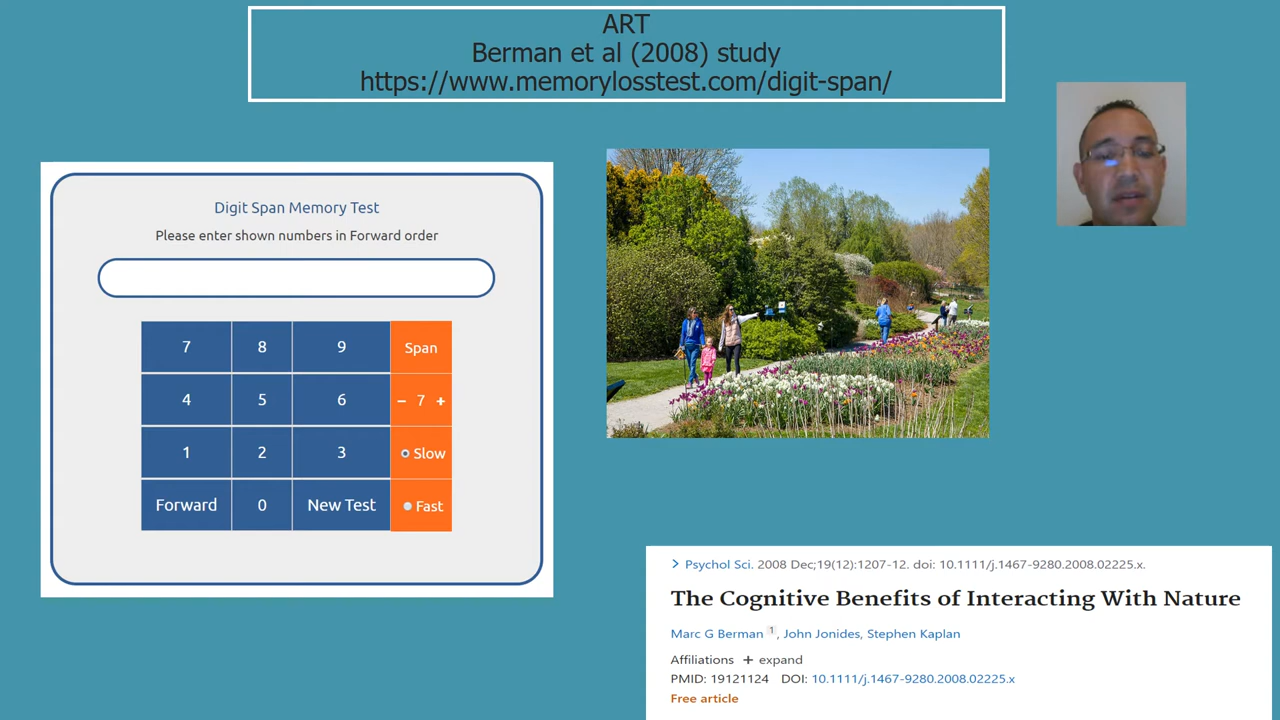 ART
Berman et al (2008) study
https://www.memorylosstest.com/digit-span/
Digit Span Memory Test
Please enter shown numbers in Forward order
7 8 9 Span
4 5 6 − 7 +
1 2 3 Slow
Forward 0 New Test Fast
> Psychol Sci. 2008 Dec;19(12):1207-12. doi: 10.1111/j.1467-9280.2008.02225.x.
The Cognitive Benefits of Interacting With Nature
Marc G Berman 1, John Jonides, Stephen Kaplan
Affiliations + expand
PMID: 19121124 DOI: 10.1111/j.1467-9280.2008.02225.x
Free article